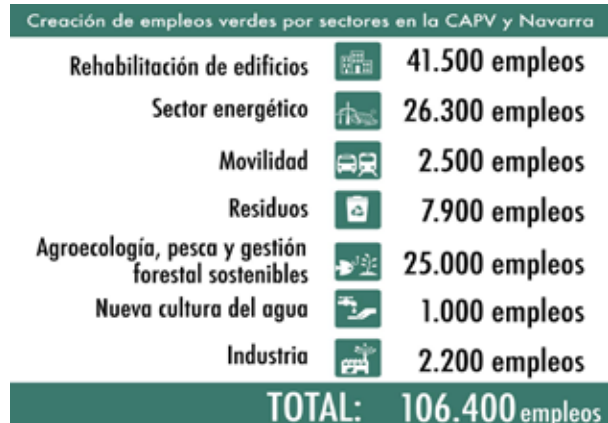 Creación de empleos verdes por sectores en la CAPV y Navarra
Rehabilitación de edificios 41.500 empleos
Sector energético 26.300 empleos
Movilidad 2.500 empleos
Residuos 7.900 empleos
Agroecología, pesca y gestión
forestal sostenibles 25.000 empleos
Nueva cultura del agua 1.000 empleos
Industria 2.200 empleos
TOTAL: 106.400 empleos